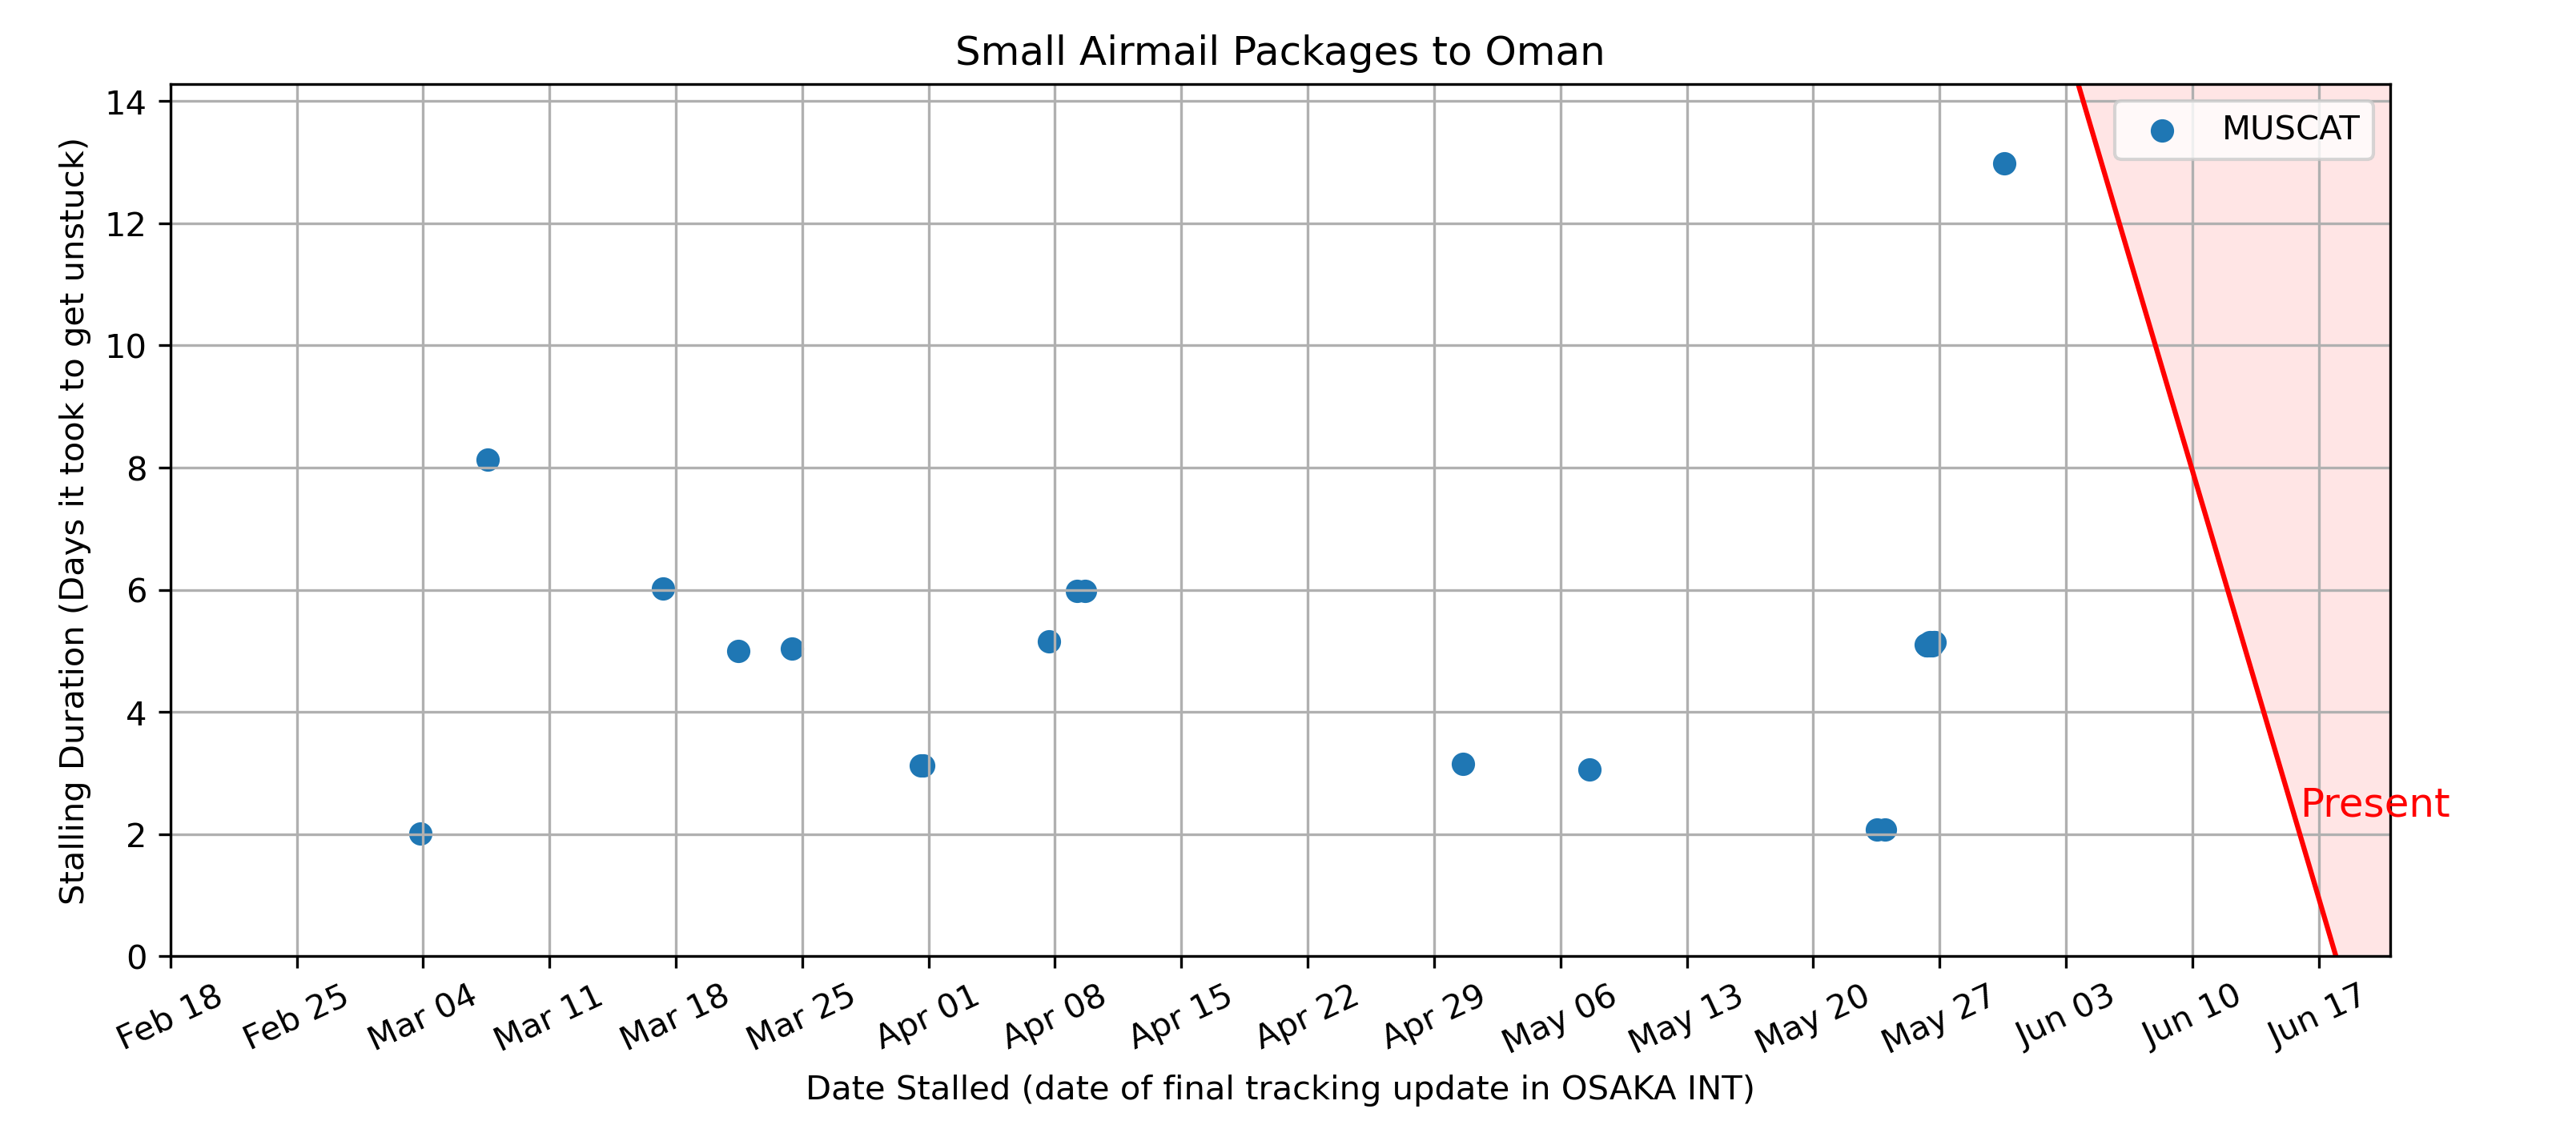 Small Airmail Packages to Oman
Stalling Duration (Days it took to get unstuck)
14
12
10
8
6
4
2
0
MUSCAT
Present
Feb 18
Feb 25
Mar 04
Mar 11
Mar 18
Mar 25
Apr 01
Apr 08
Apr 15
Apr 22
Apr 29
May 06
May 13
May 20
May 27
Jun 03
Jun 10
Jun 17
Date Stalled (date of final tracking update in OSAKA INT)